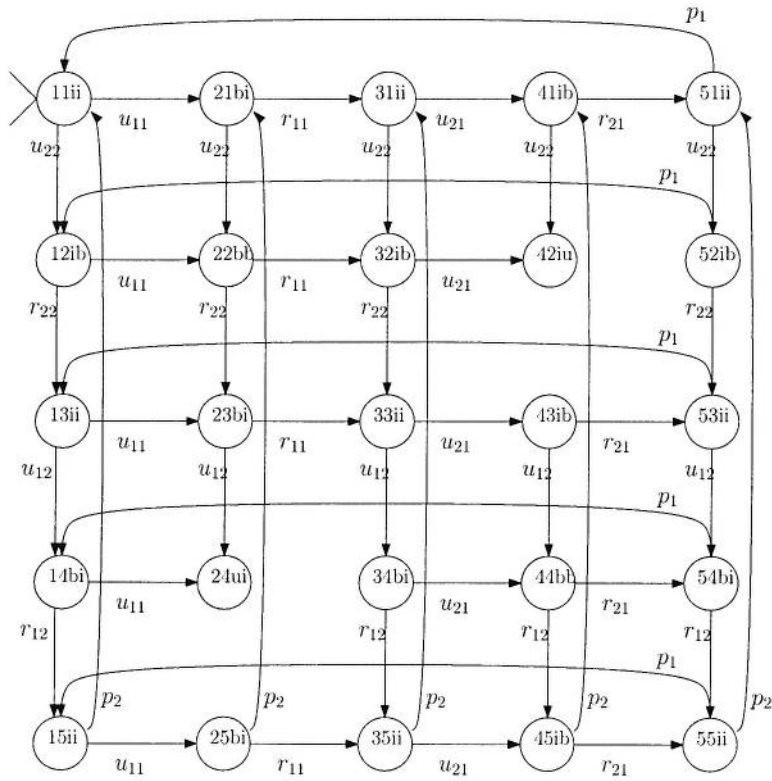 p₁
11ii 21bi 31ii 41ib 51ii
u₁₁ r₁₁ u₂₁ r₂₁
u₂₂ u₂₂ u₂₂ u₂₂ u₂₂
p₁
12ib 22bb 32ib 42iu 52ib
u₁₁ r₁₁ u₂₁
r₂₂ r₂₂ r₂₂ r₂₂
p₁
13ii 23bi 33ii 43ib 53ii
u₁₁ r₁₁ u₂₁ r₂₁
u₁₂ u₁₂ u₁₂ u₁₂ u₁₂
p₁
14bi 24ui 34bi 44bb 54bi
u₁₁ u₂₁ r₂₁
r₁₂ r₁₂ r₁₂ r₁₂
p₁
p₂ p₂ p₂ p₂ p₂
15ii 25bi 35ii 45ib 55ii
u₁₁ r₁₁ u₂₁ r₂₁